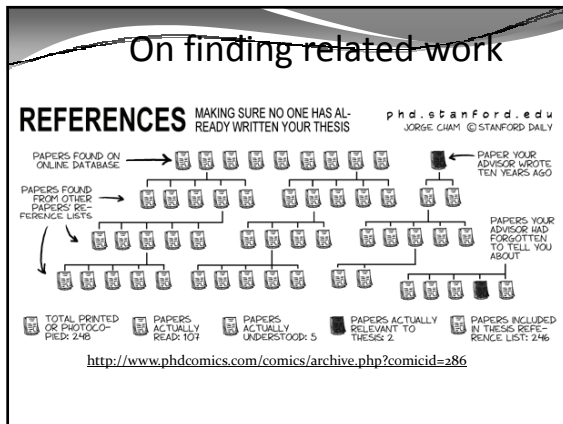 On finding related work
REFERENCES
MAKING SURE NO ONE HAS AL-
READY WRITTEN YOUR THESIS
phd.stanford.edu
JORGE CHAM © STANFORD DAILY
PAPERS FOUND ON
ONLINE DATABASE
PAPER YOUR
ADVISOR WROTE
TEN YEARS AGO
PAPERS FOUND
FROM OTHER
PAPERS' REF-
ERENCE LISTS
PAPERS YOUR
ADVISOR HAD
FORGOTTEN
TO TELL YOU
ABOUT
TOTAL PRINTED
OR PHOTOCO-
PIED: 248
PAPERS
ACTUALLY
READ: 107
PAPERS
ACTUALLY
UNDERSTOOD: 5
PAPERS ACTUALLY
RELEVANT TO
THESIS: 2
PAPERS INCLUDED
IN THESIS REFE-
RENCE LIST: 246
http://www.phdcomics.com/comics/archive.php?comicid=286